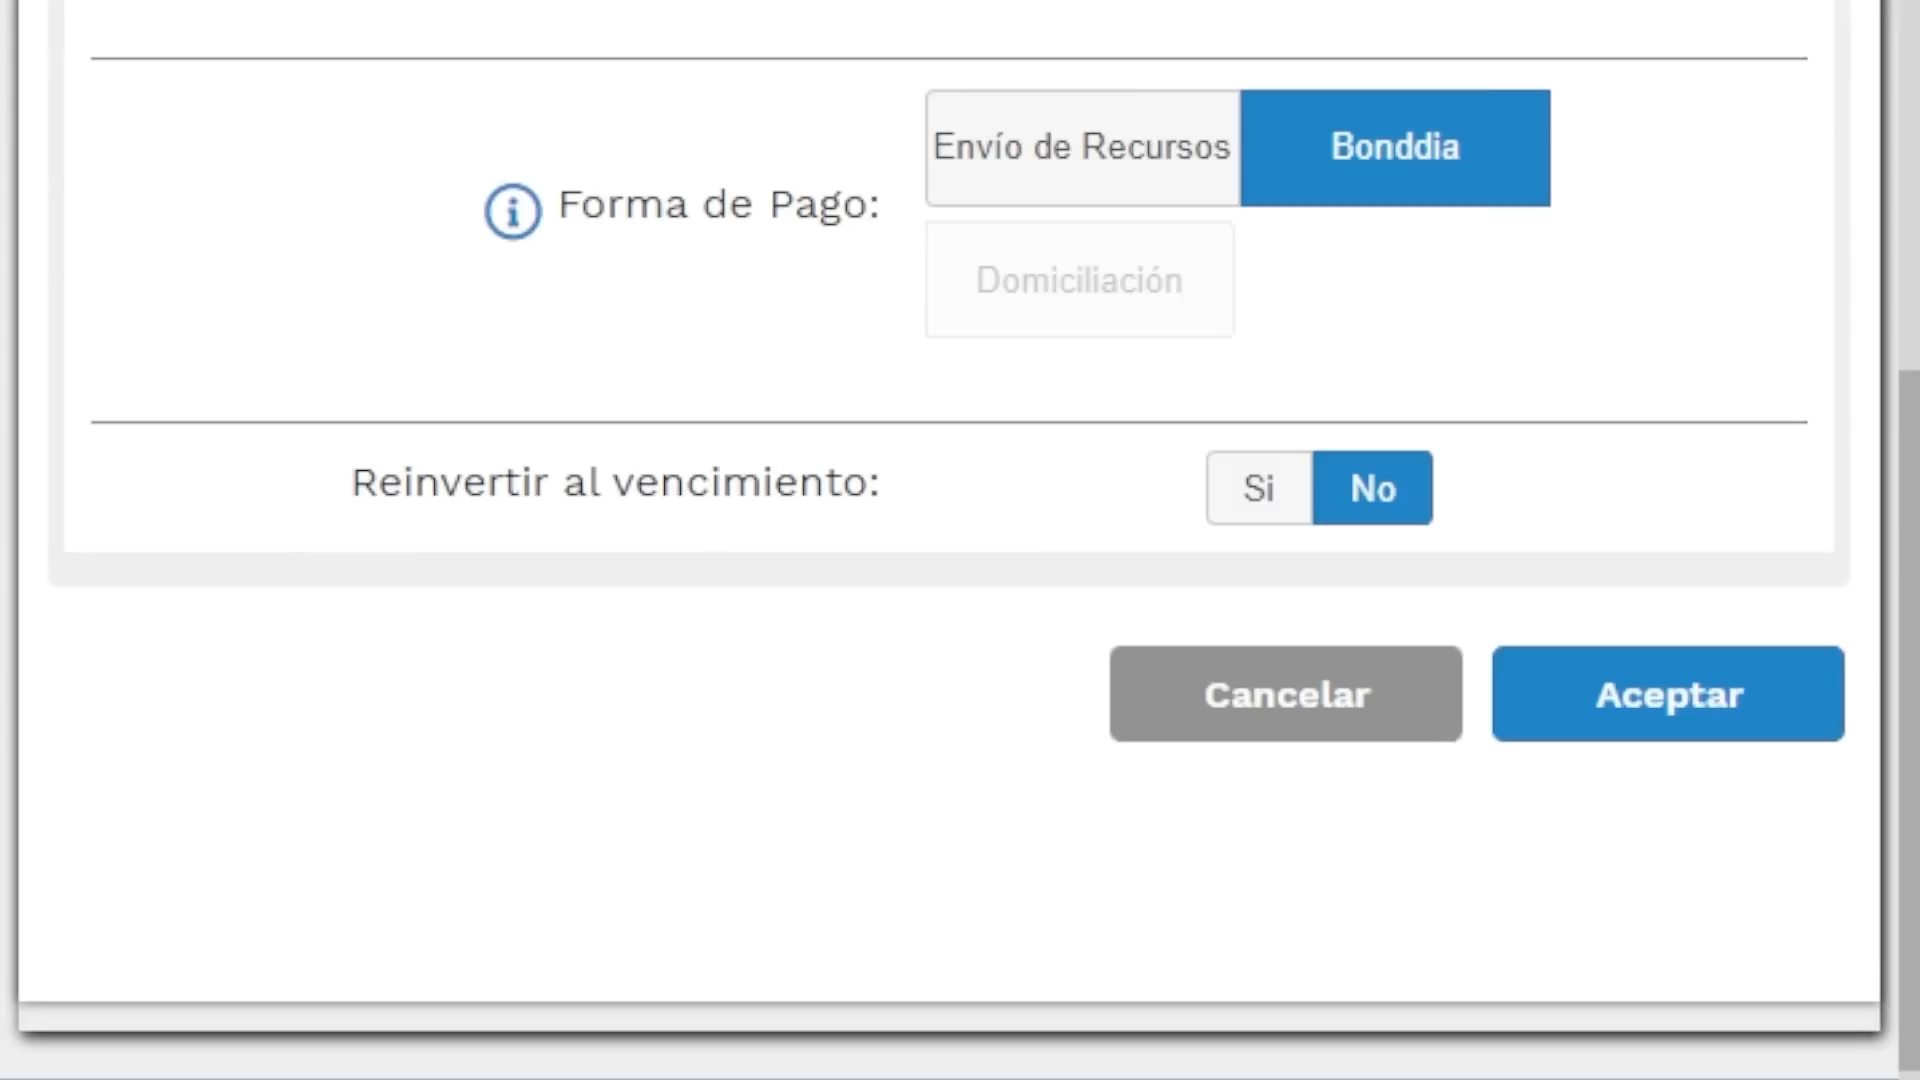 Envío de Recursos Bonddia
Forma de Pago:
Domiciliación
Reinvertir al vencimiento: Si No
Cancelar Aceptar